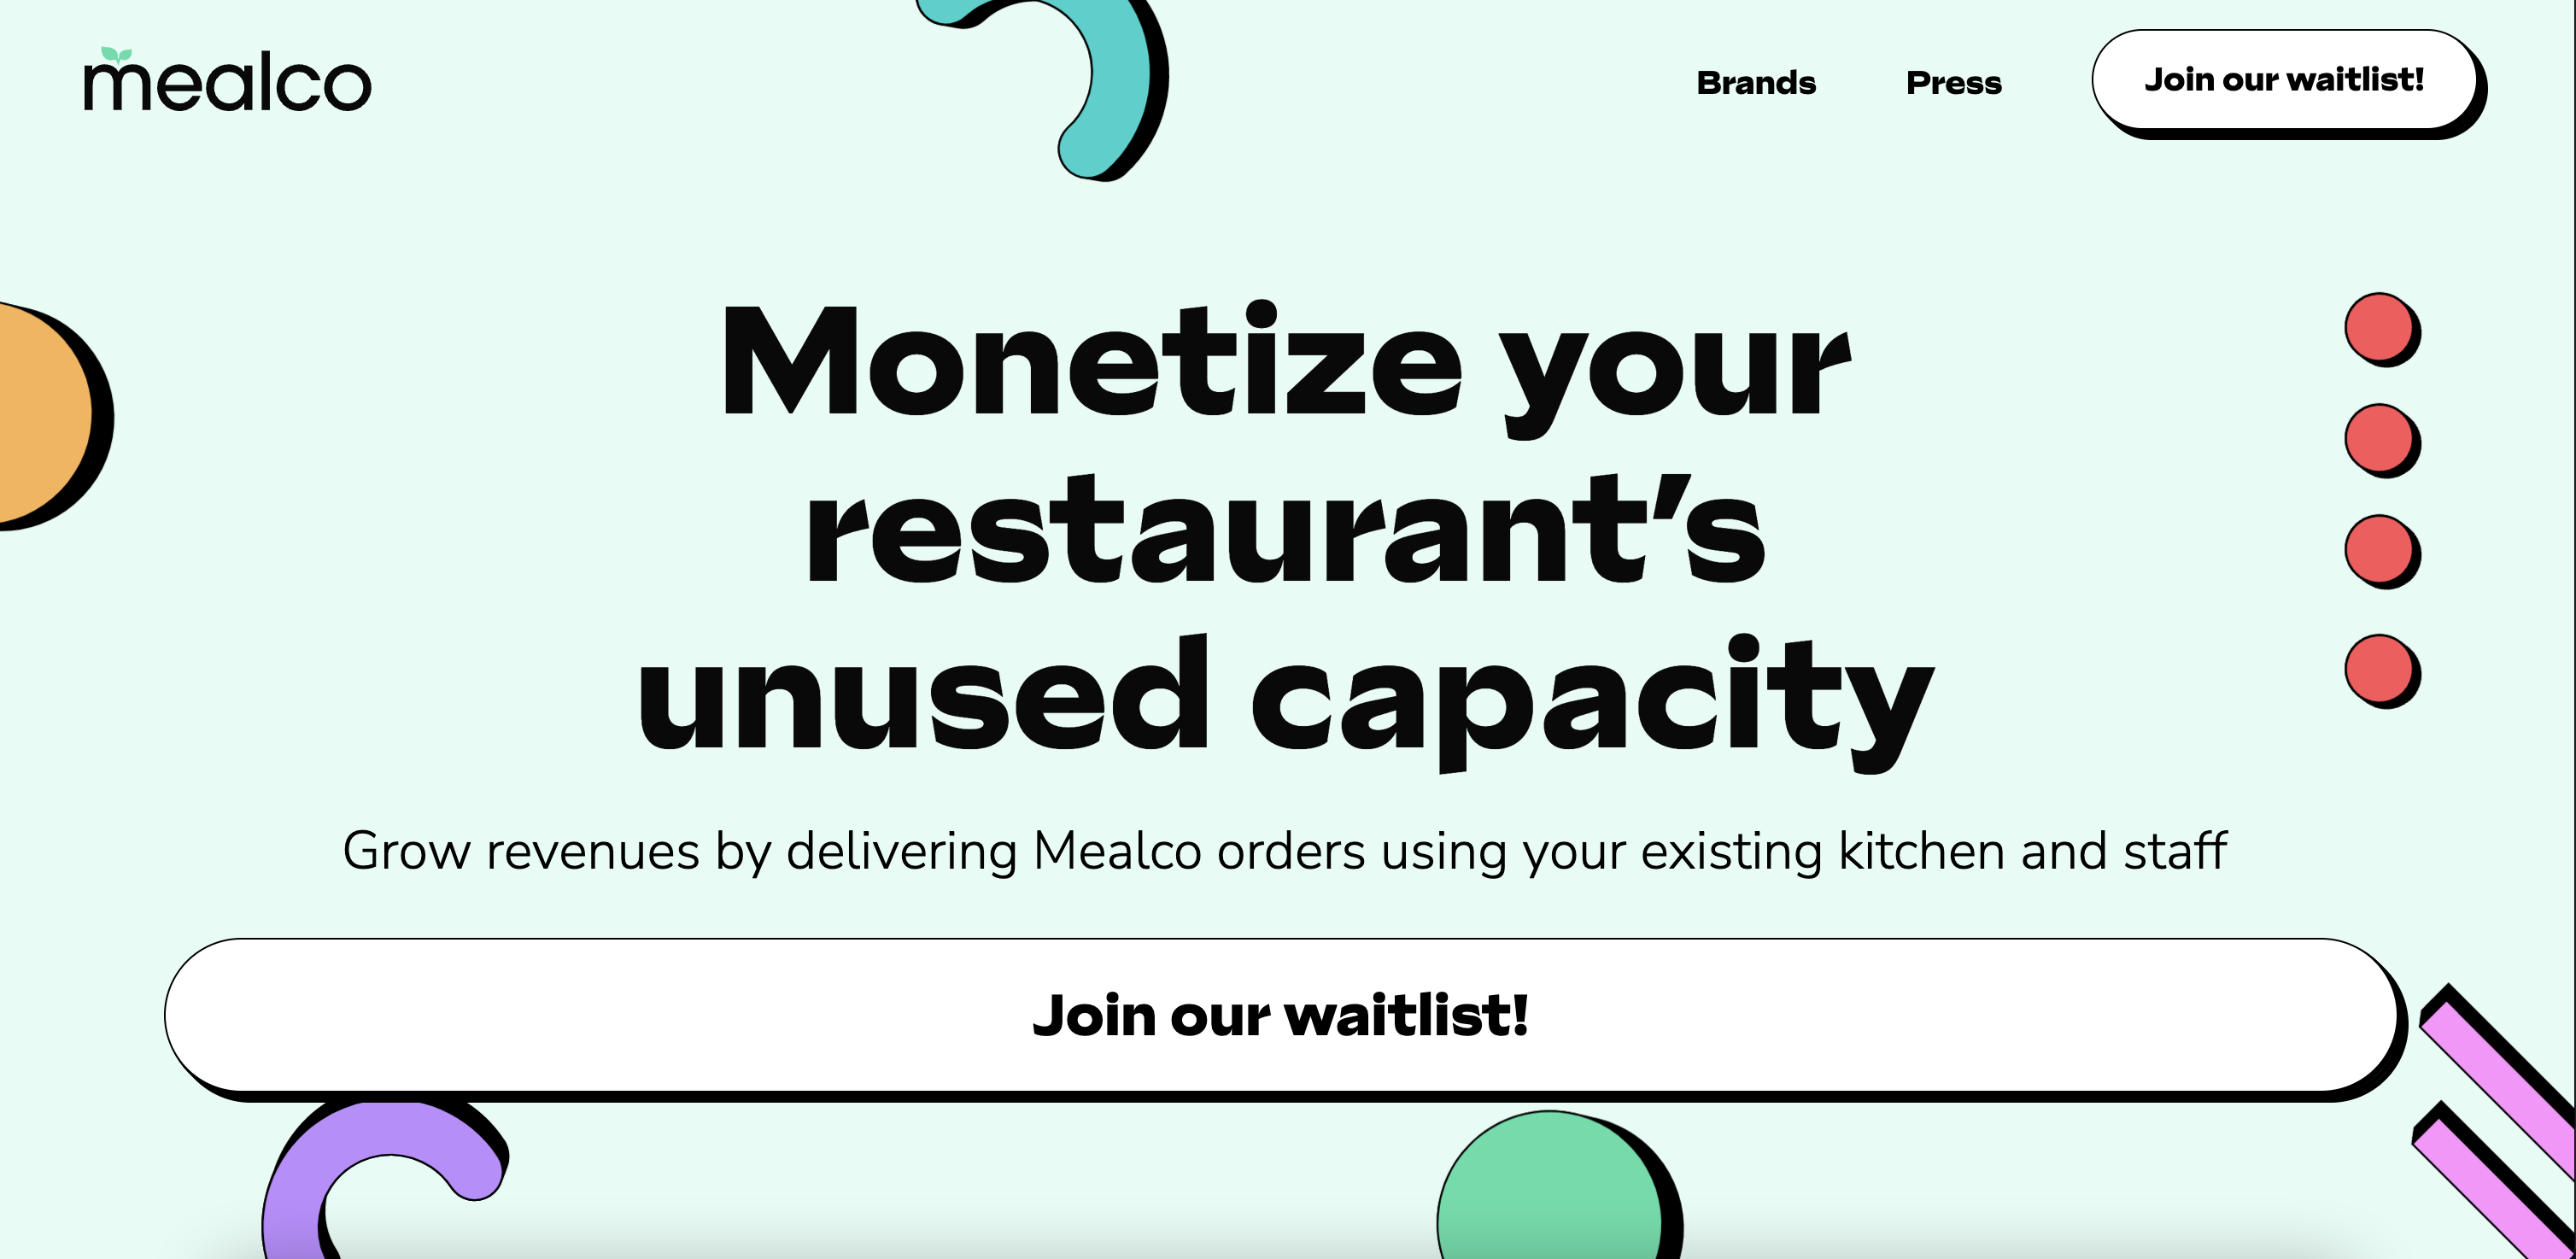 mealco
Brands
Press
Join our waitlist!
Monetize your
restaurant’s
unused capacity
Grow revenues by delivering Mealco orders using your existing kitchen and staff
Join our waitlist!